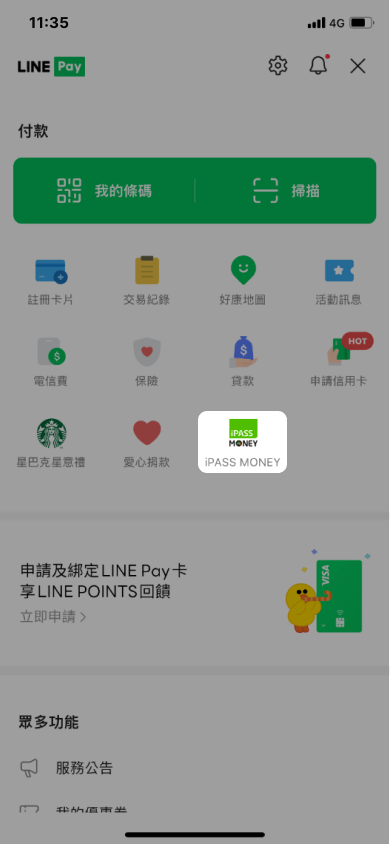 11:35
4G
LINE Pay
付款
我的條碼
掃描
註冊卡片
交易紀錄
好康地圖
活動訊息
HOT
電信費
保險
貸款
申請信用卡
iPASS
MONEY
星巴克星意禮
愛心捐款
iPASS MONEY
申請及綁定LINE Pay卡
享LINE POINTS回饋
立即申請 >
VISA
眾多功能
服務公告
我的優惠券